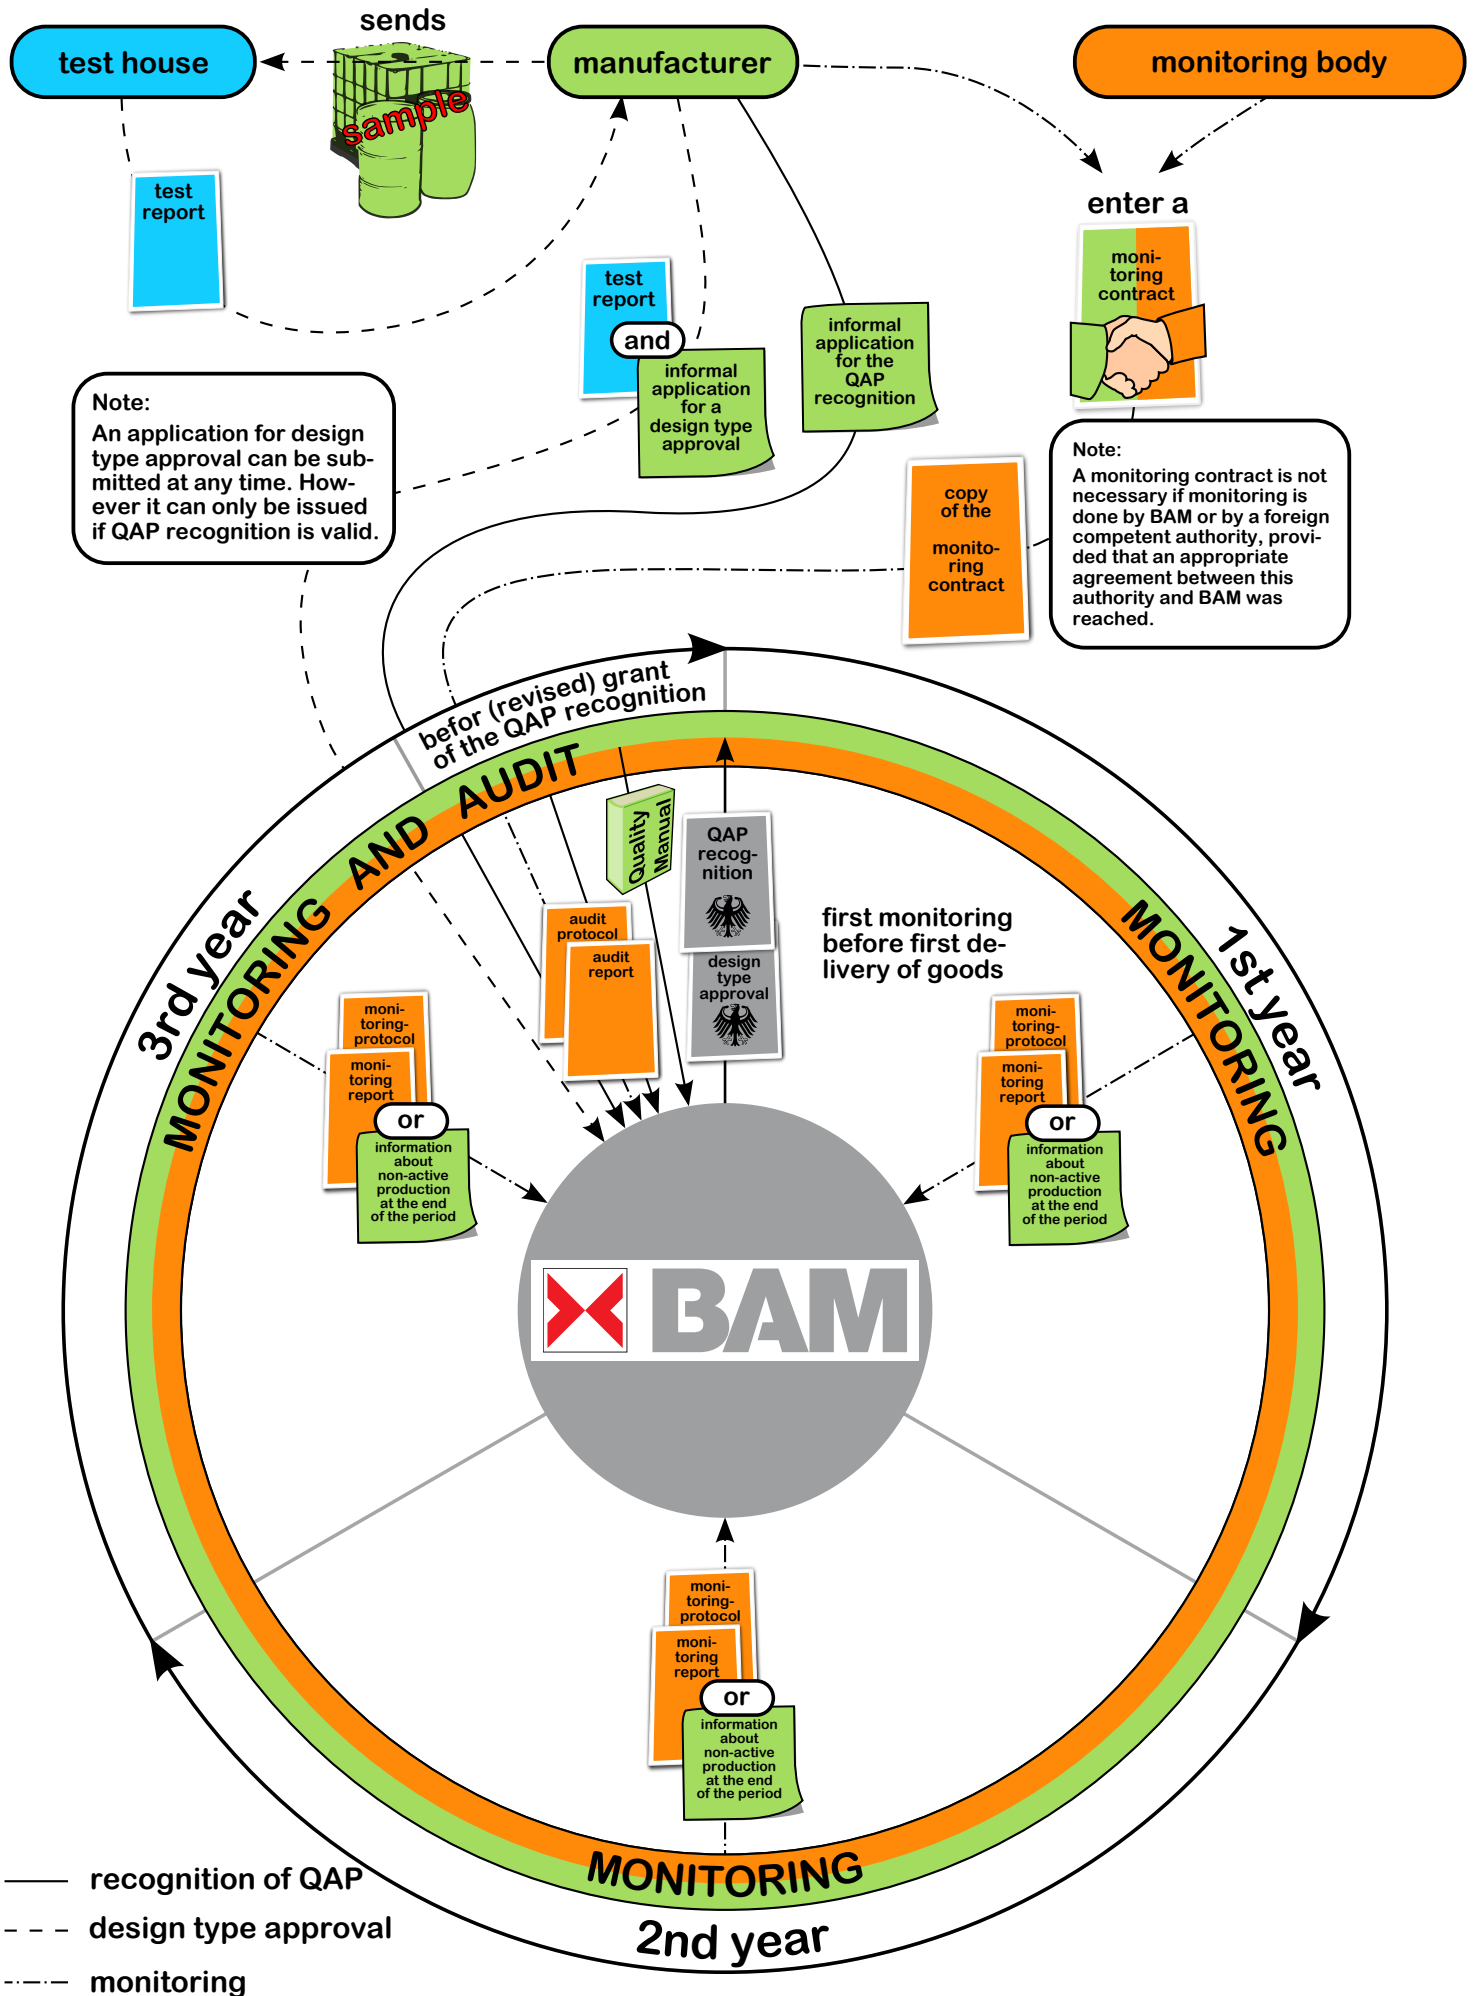 sends
test house
manufacturer
monitoring body
sample
test
report
enter a
moni-
toring
contract
test
report
and
informal
application
for a
design type
approval
informal
application
for the
QAP
recognition
Note:
An application for design
type approval can be sub-
mitted at any time. How-
ever it can only be issued
if QAP recognition is valid.
copy
of the
monito-
ring
contract
Note:
A monitoring contract is not
necessary if monitoring is
done by BAM or by a foreign
competent authority, provi-
ded that an appropriate
agreement between this
authority and BAM was
reached.
befor (revised) grant
of the QAP recognition
MONITORING AND AUDIT
3rd year
Quality
Manual
QAP
recog-
nition
design
type
approval
audit
protocol
audit
report
first monitoring
before first de-
livery of goods
MONITORING
1st year
moni-
toring-
protocol
moni-
toring
report
or
information
about
non-active
production
at the end
of the period
moni-
toring-
protocol
moni-
toring
report
or
information
about
non-active
production
at the end
of the period
BAM
moni-
toring-
protocol
moni-
toring
report
or
information
about
non-active
production
at the end
of the period
MONITORING
2nd year
recognition of QAP
design type approval
monitoring